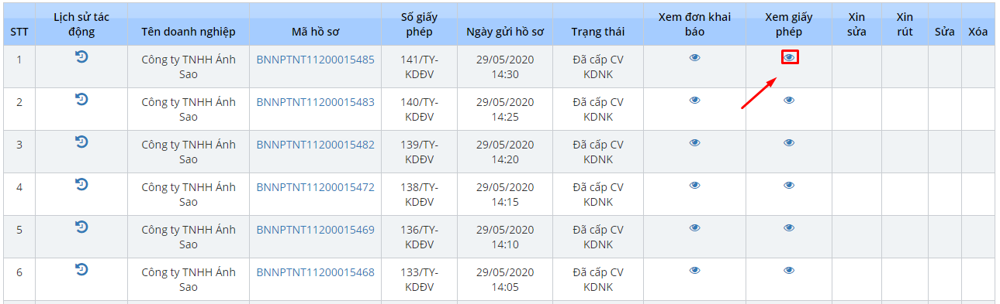 STT Lịch sử tác động Tên doanh nghiệp Mã hồ sơ Số giấy phép Ngày gửi hồ sơ Trạng thái Xem đơn khai báo Xem giấy phép Xin sửa Xin rút Sửa Xóa
1 Công ty TNHH Ánh Sao BNNPTNT11200015485 141/TY-KDĐV 29/05/2020 14:30 Đã cấp CV KDNK
2 Công ty TNHH Ánh Sao BNNPTNT11200015483 140/TY-KDĐV 29/05/2020 14:25 Đã cấp CV KDNK
3 Công ty TNHH Ánh Sao BNNPTNT11200015482 139/TY-KDĐV 29/05/2020 14:20 Đã cấp CV KDNK
4 Công ty TNHH Ánh Sao BNNPTNT11200015472 138/TY-KDĐV 29/05/2020 14:15 Đã cấp CV KDNK
5 Công ty TNHH Ánh Sao BNNPTNT11200015469 136/TY-KDĐV 29/05/2020 14:10 Đã cấp CV KDNK
6 Công ty TNHH Ánh Sao BNNPTNT11200015468 133/TY-KDĐV 29/05/2020 14:05 Đã cấp CV KDNK